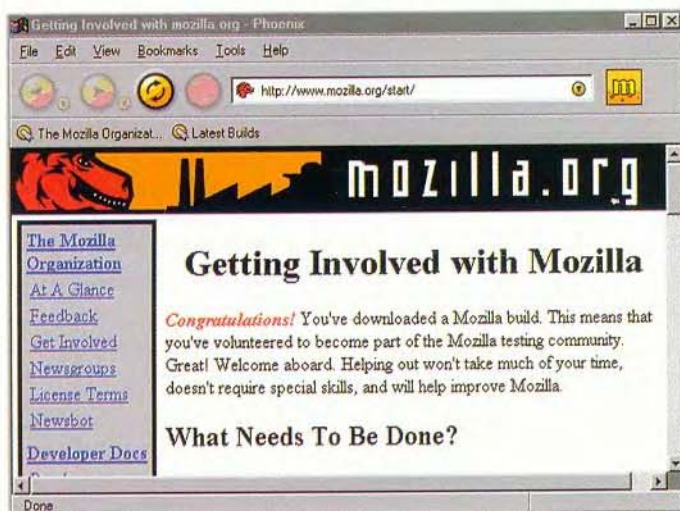 Getting Involved with mozilla.org - Phoenix
File Edit View Bookmarks Tools Help
http://www.mozilla.org/start/
The Mozilla Organizat... Latest Builds
mozilla.org
The Mozilla
Organization
At A Glance
Feedback
Get Involved
Newsgroups
License Terms
Newsbot
Developer Docs
Getting Involved with Mozilla
Congratulations! You've downloaded a Mozilla build. This means that
you've volunteered to become part of the Mozilla testing community.
Great! Welcome aboard. Helping out won't take much of your time,
doesn't require special skills, and will help improve Mozilla.
What Needs To Be Done?
Done